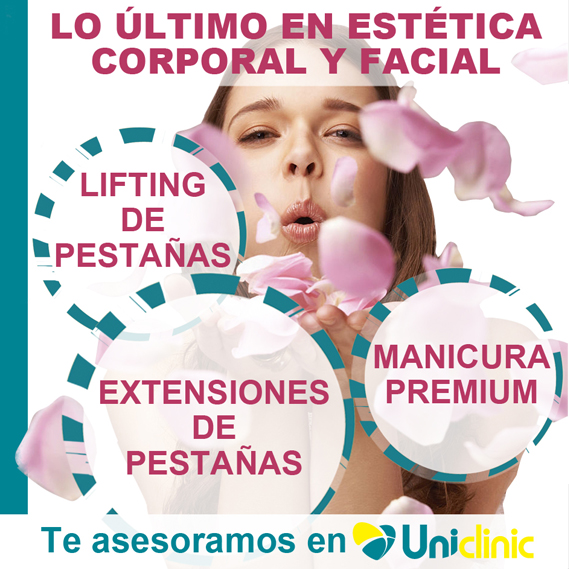 LO ÚLTIMO EN ESTÉTICA
CORPORAL Y FACIAL
LIFTING
DE
PESTAÑAS
EXTENSIONES
DE
PESTAÑAS
MANICURA
PREMIUM
Te asesoramos en Uniclinic